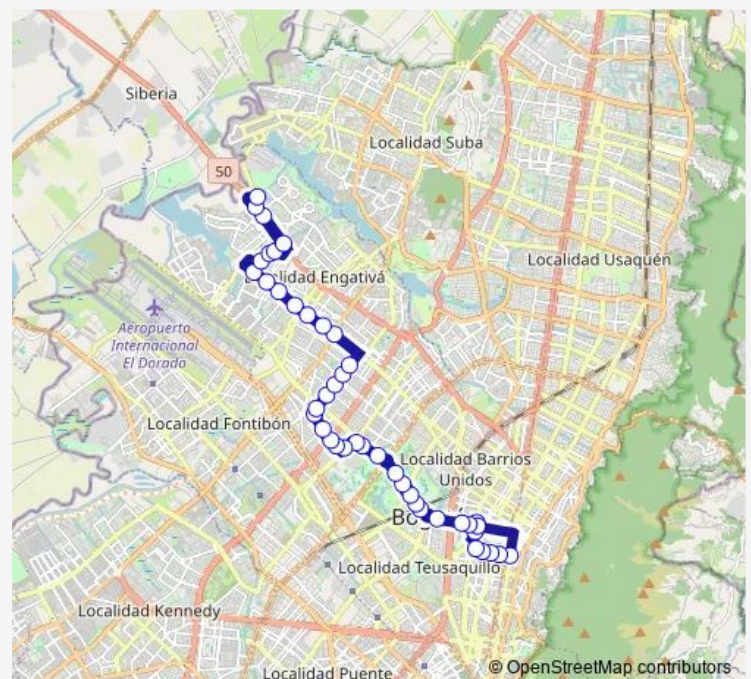 Siberia
Localidad Suba
50
Localidad Usaquén
calidad Engativá
Aeropuerto
Internacional
El Dorado
Localidad Fontibón
Localidad Barrios
Unidos
Bog
Localidad Teusaquillo
Localidad Kennedy
Localidad Puente
© OpenStreetMap contributors